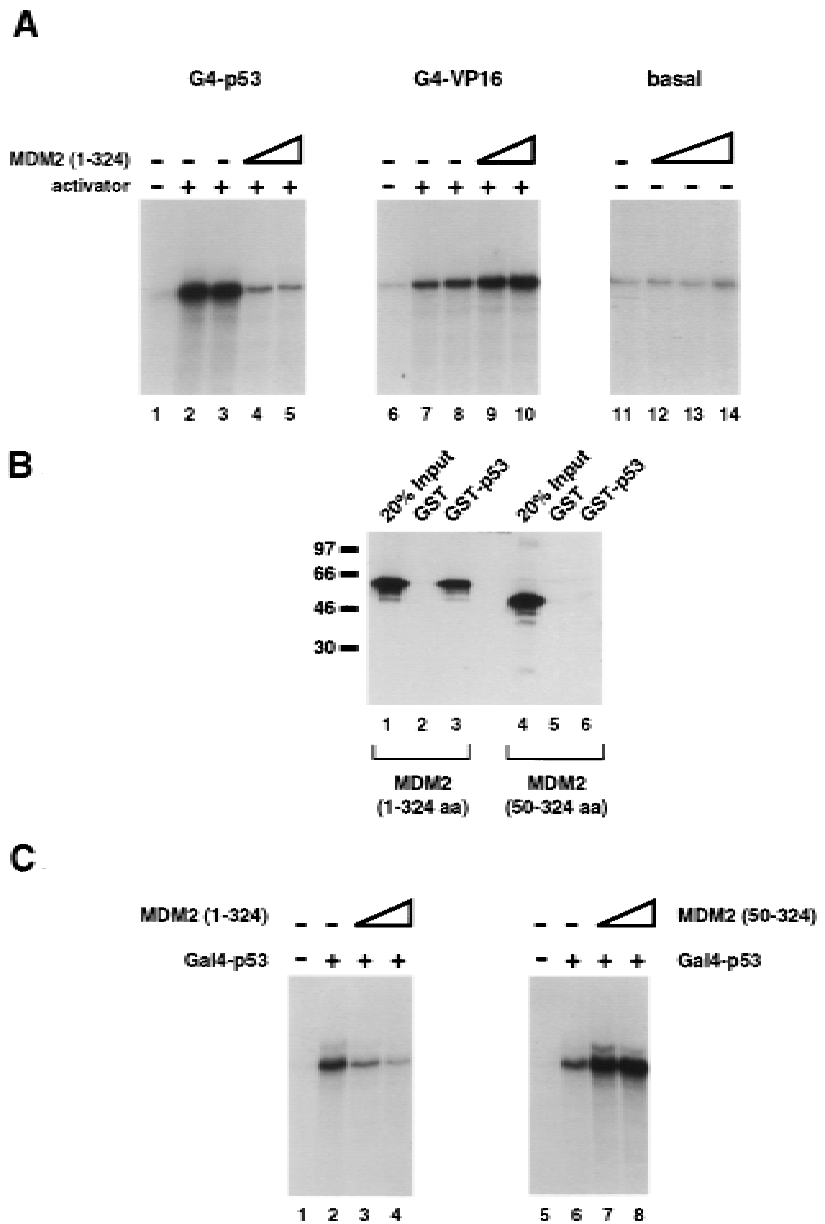 A
G4-p53 G4-VP16 basal
MDM2 (1-324) - - - - - - -
activator - + + + + - + + + + - - - -
1 2 3 4 5 6 7 8 9 10 11 12 13 14
B
20% Input GST GST-p53 20% Input GST GST-p53
97
66
46
30
1 2 3 4 5 6
MDM2 MDM2
(1-324 aa) (50-324 aa)
C
MDM2 (1-324) - - - - MDM2 (50-324)
Gal4-p53 - + + + - + + + Gal4-p53
1 2 3 4 5 6 7 8